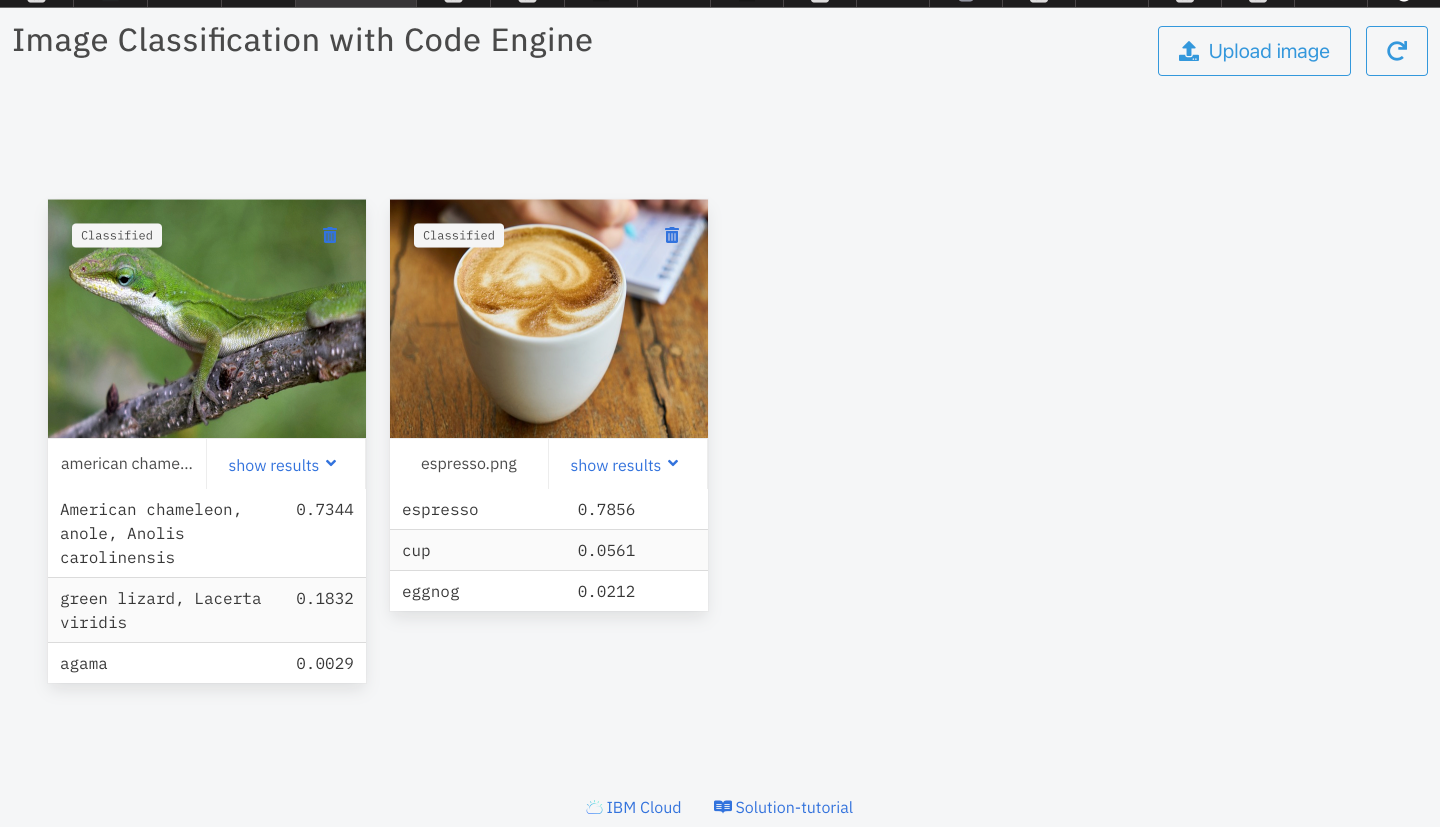 Image Classification with Code Engine
Upload image
Classified
Classified
american chame...
show results
espresso.png
show results
American chameleon,
anole, Anolis
carolinensis
0.7344
green lizard, Lacerta
viridis
0.1832
agama
0.0029
espresso
0.7856
cup
0.0561
eggnog
0.0212
IBM Cloud
Solution-tutorial